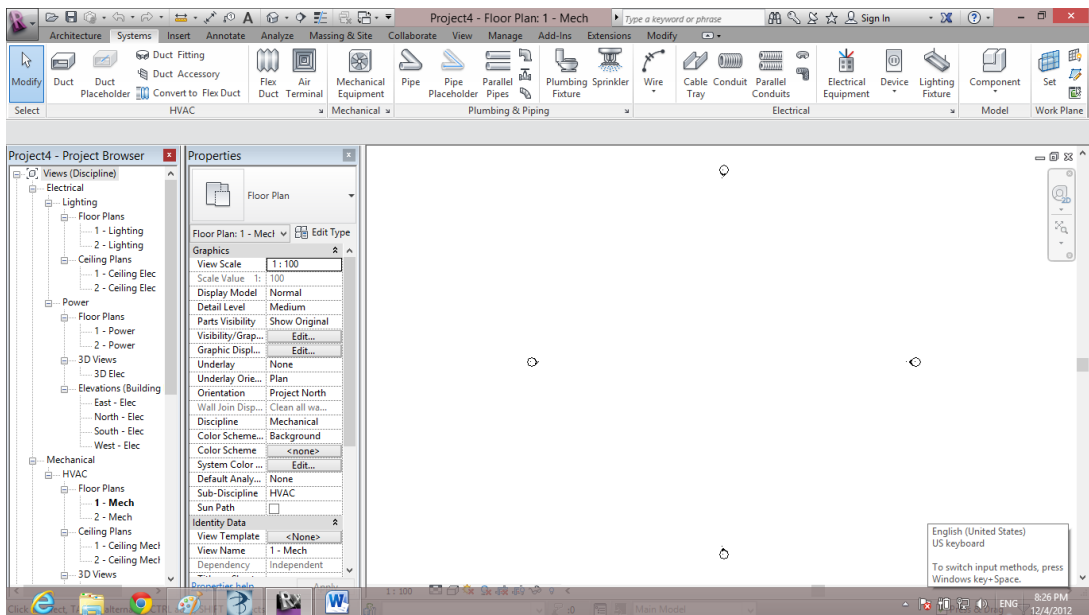 Project4 - Floor Plan: 1 - Mech
Type a keyword or phrase
Sign In
Architecture Systems Insert Annotate Analyze Massing & Site Collaborate View Manage Add-Ins Extensions Modify
Modify
Duct
Duct Placeholder
Duct Fitting
Duct Accessory
Convert to Flex Duct
Flex Duct
Air Terminal
Mechanical Equipment
Pipe
Pipe Placeholder
Parallel Pipes
Plumbing Fixture
Sprinkler
Wire
Cable Tray
Conduit
Parallel Conduits
Electrical Equipment
Device
Lighting Fixture
Component
Set
Select
HVAC
Mechanical
Plumbing & Piping
Electrical
Model
Work Plane
Project4 - Project Browser
Views (Discipline)
Electrical
Lighting
Floor Plans
1 - Lighting
2 - Lighting
Ceiling Plans
1 - Ceiling Elec
2 - Ceiling Elec
Power
Floor Plans
1 - Power
2 - Power
3D Views
3D Elec
Elevations (Building
East - Elec
North - Elec
South - Elec
West - Elec
Mechanical
HVAC
Floor Plans
1 - Mech
2 - Mech
Ceiling Plans
1 - Ceiling Mech
2 - Ceiling Mech
3D Views
Properties
Floor Plan
Floor Plan: 1 - Mech
Edit Type
Graphics
View Scale 1 : 100
Scale Value 1: 100
Display Model Normal
Detail Level Medium
Parts Visibility Show Original
Visibility/Grap... Edit...
Graphic Displ... Edit...
Underlay None
Underlay Orie... Plan
Orientation Project North
Wall Join Disp... Clean all wa...
Discipline Mechanical
Color Scheme... Background
Color Scheme <none>
System Color ... Edit...
Default Analy... None
Sub-Discipline HVAC
Sun Path
Identity Data
View Template <None>
View Name 1 - Mech
Dependency Independent
Properties help
Apply
1 : 100
Main Model
English (United States)
US keyboard
To switch input methods, press
Windows key+Space.
ENG
8:26 PM
12/4/2012